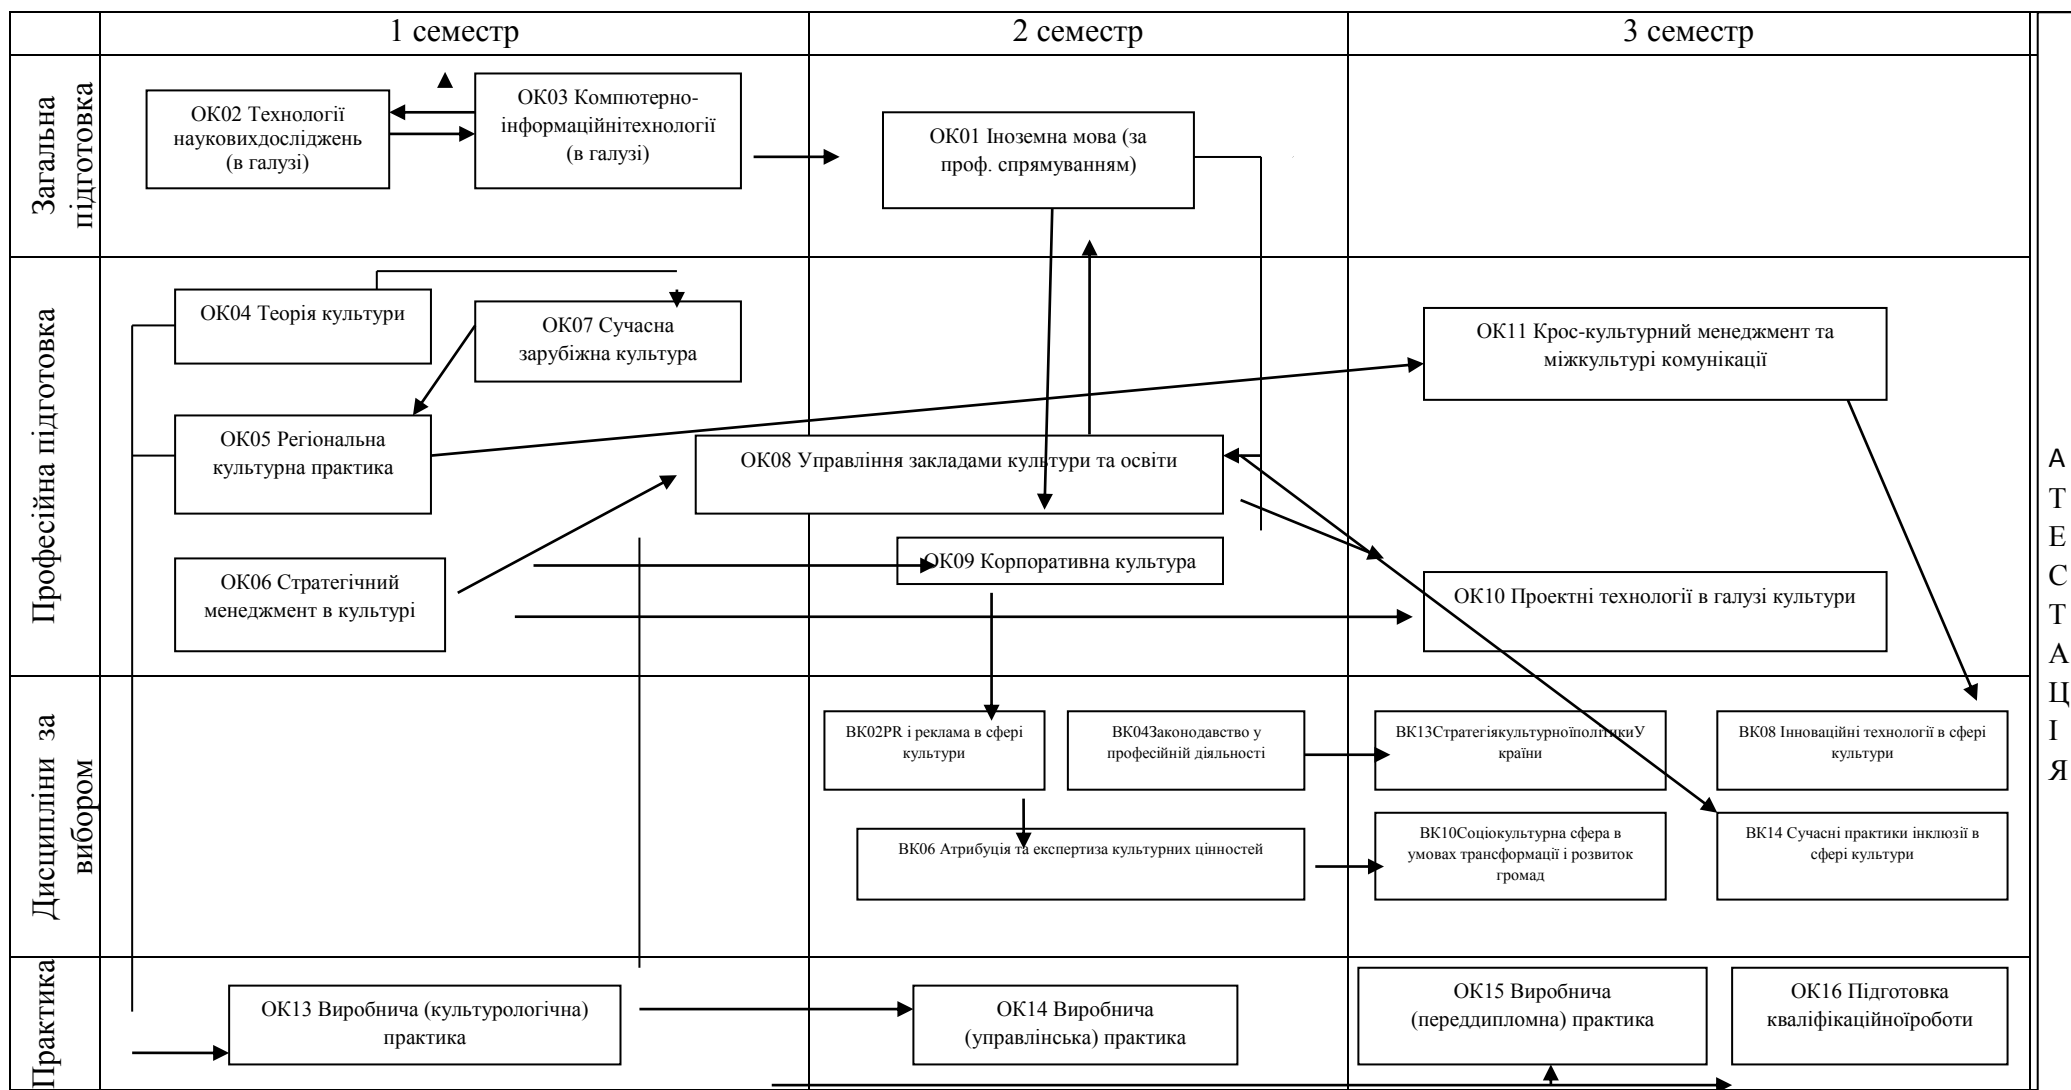 1 семестр
2 семестр
3 семестр
Загальна
підготовка
ОК02 Технології
науковихдосліджень
(в галузі)
ОК03 Компютерно-
інформаційнітехнології
(в галузі)
ОК01 Іноземна мова (за
проф. спрямуванням)
Професійна підготовка
ОК04 Теорія культури
ОК07 Сучасна
зарубіжна культура
ОК11 Крос-культурний менеджмент та
міжкультурі комунікації
ОК05 Регіональна
культурна практика
ОК08 Управління закладами культури та освіти
ОК06 Стратегічний
менеджмент в культурі
ОК09 Корпоративна культура
ОК10 Проектні технології в галузі культури
Дисципліни за
вибором
ВК02PR і реклама в сфері
культури
ВК04Законодавство у
професійній діяльності
ВК13СтратегіякультурноїполітикиУ
країни
ВК08 Інноваційні технології в сфері
культури
ВК06 Атрибуція та експертиза культурних цінностей
ВК10Соціокультурна сфера в
умовах трансформації і розвиток
громад
ВК14 Сучасні практики інклюзії в
сфері культури
Практика
ОК13 Виробнича (культурологічна)
практика
ОК14 Виробнича
(управлінська) практика
ОК15 Виробнича
(переддипломна) практика
ОК16 Підготовка
кваліфікаційноїроботи
А
Т
Е
С
Т
А
Ц
І
Я